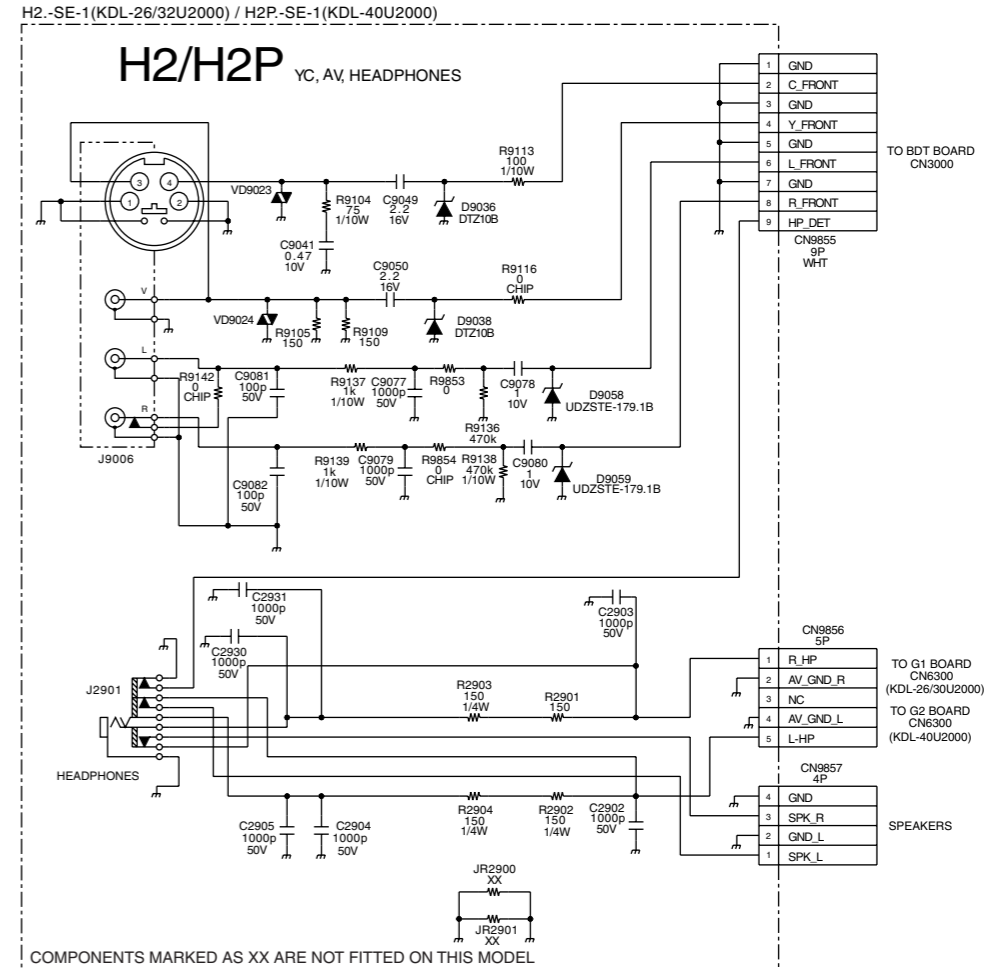 H2.-SE-1(KDL-26/32U2000) / H2P.-SE-1(KDL-40U2000)
H2/H2P YC, AV, HEADPHONES
1 GND
2 C_FRONT
3 GND
4 Y_FRONT
5 GND
6 L_FRONT
7 GND
8 R_FRONT
9 HP_DET
TO BDT BOARD
CN3000
CN9855
9P
WHT
3
4
1
2
VD9023
R9104
75
1/10W
C9041
0.47
10V
C9049
2.2
16V
D9036
DTZ10B
R9113
100
1/10W
V
VD9024
R9105
150
R9109
150
C9050
2.2
16V
D9038
DTZ10B
R9116
0
CHIP
L
R9142
0
CHIP
C9081
100p
50V
R9137
1k
1/10W
C9077
1000p
50V
R9853
0
R9136
470k
C9078
1
10V
D9058
UDZSTE-179.1B
R
J9006
C9082
100p
50V
R9139
1k
1/10W
C9079
1000p
50V
R9854
0
CHIP
R9138
470k
1/10W
C9080
1
10V
D9059
UDZSTE-179.1B
C2931
1000p
50V
C2930
1000p
50V
C2903
1000p
50V
J2901
HEADPHONES
R2903
150
1/4W
R2901
150
CN9856
5P
1 R_HP
2 AV_GND_R
3 NC
4 AV_GND_L
5 L-HP
TO G1 BOARD
CN6300
(KDL-26/30U2000)
TO G2 BOARD
CN6300
(KDL-40U2000)
C2905
1000p
50V
C2904
1000p
50V
R2904
150
1/4W
R2902
150
1/4W
C2902
1000p
50V
CN9857
4P
4 GND
3 SPK_R
2 GND_L
1 SPK_L
SPEAKERS
JR2900
XX
JR2901
XX
COMPONENTS MARKED AS XX ARE NOT FITTED ON THIS MODEL